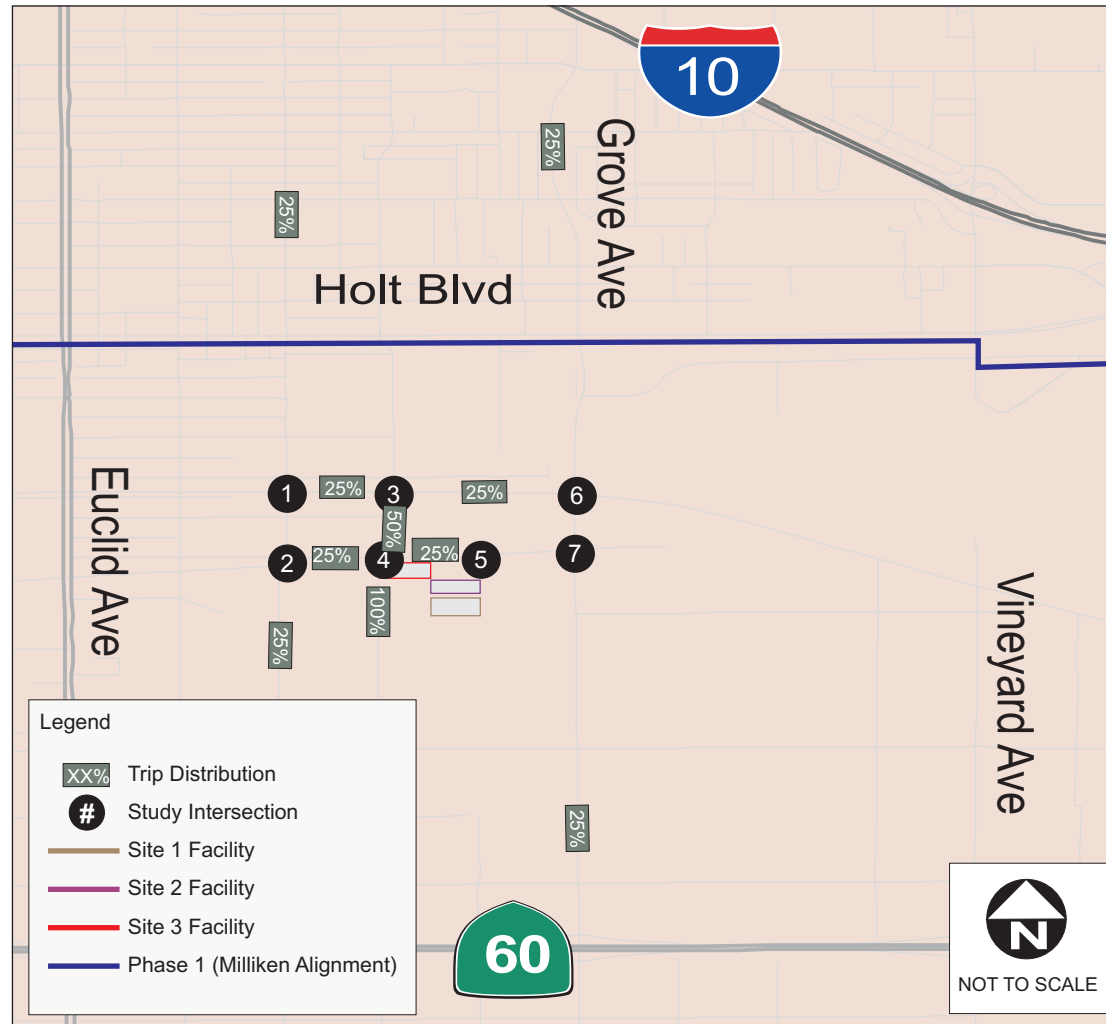 10
25%
Grove Ave
25%
Holt Blvd
Euclid Ave
1
25%
3
25%
6
50%
2
25%
4
25%
5
7
100%
25%
Vineyard Ave
25%
Legend
XX% Trip Distribution
# Study Intersection
Site 1 Facility
Site 2 Facility
Site 3 Facility
Phase 1 (Milliken Alignment)
60
N
NOT TO SCALE